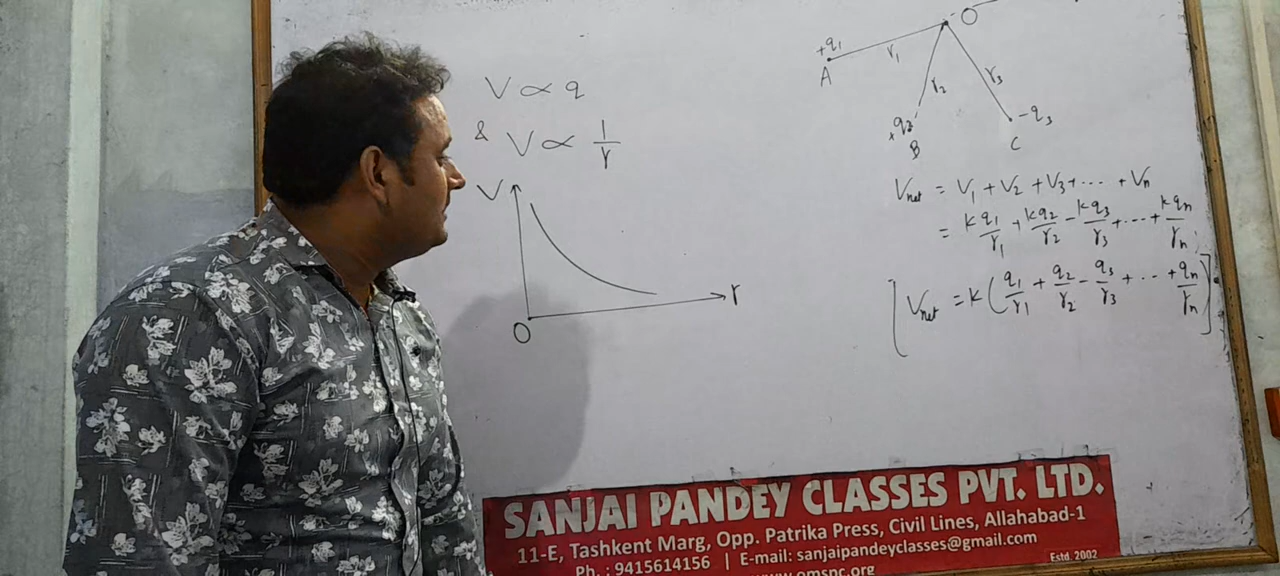 V ∝ q
& V ∝ 1/r
V
r
O
O
+q₁
A
r₁
r₂
r₃
+q₂
B
-q₃
C
Vnet = V₁ + V₂ + V₃ + ... + Vn
= kq₁/r₁ + kq₂/r₂ - kq₃/r₃ + ... + kqn/rn
Vnet = K(q₁/r₁ + q₂/r₂ - q₃/r₃ + ... + qn/rn)
SANJAI PANDEY CLASSES PVT. LTD.
11-E, Tashkent Marg, Opp. Patrika Press, Civil Lines, Allahabad-1
Ph. : 9415614156 | E-mail: sanjaipandeyclasses@gmail.com
Estd. 2002